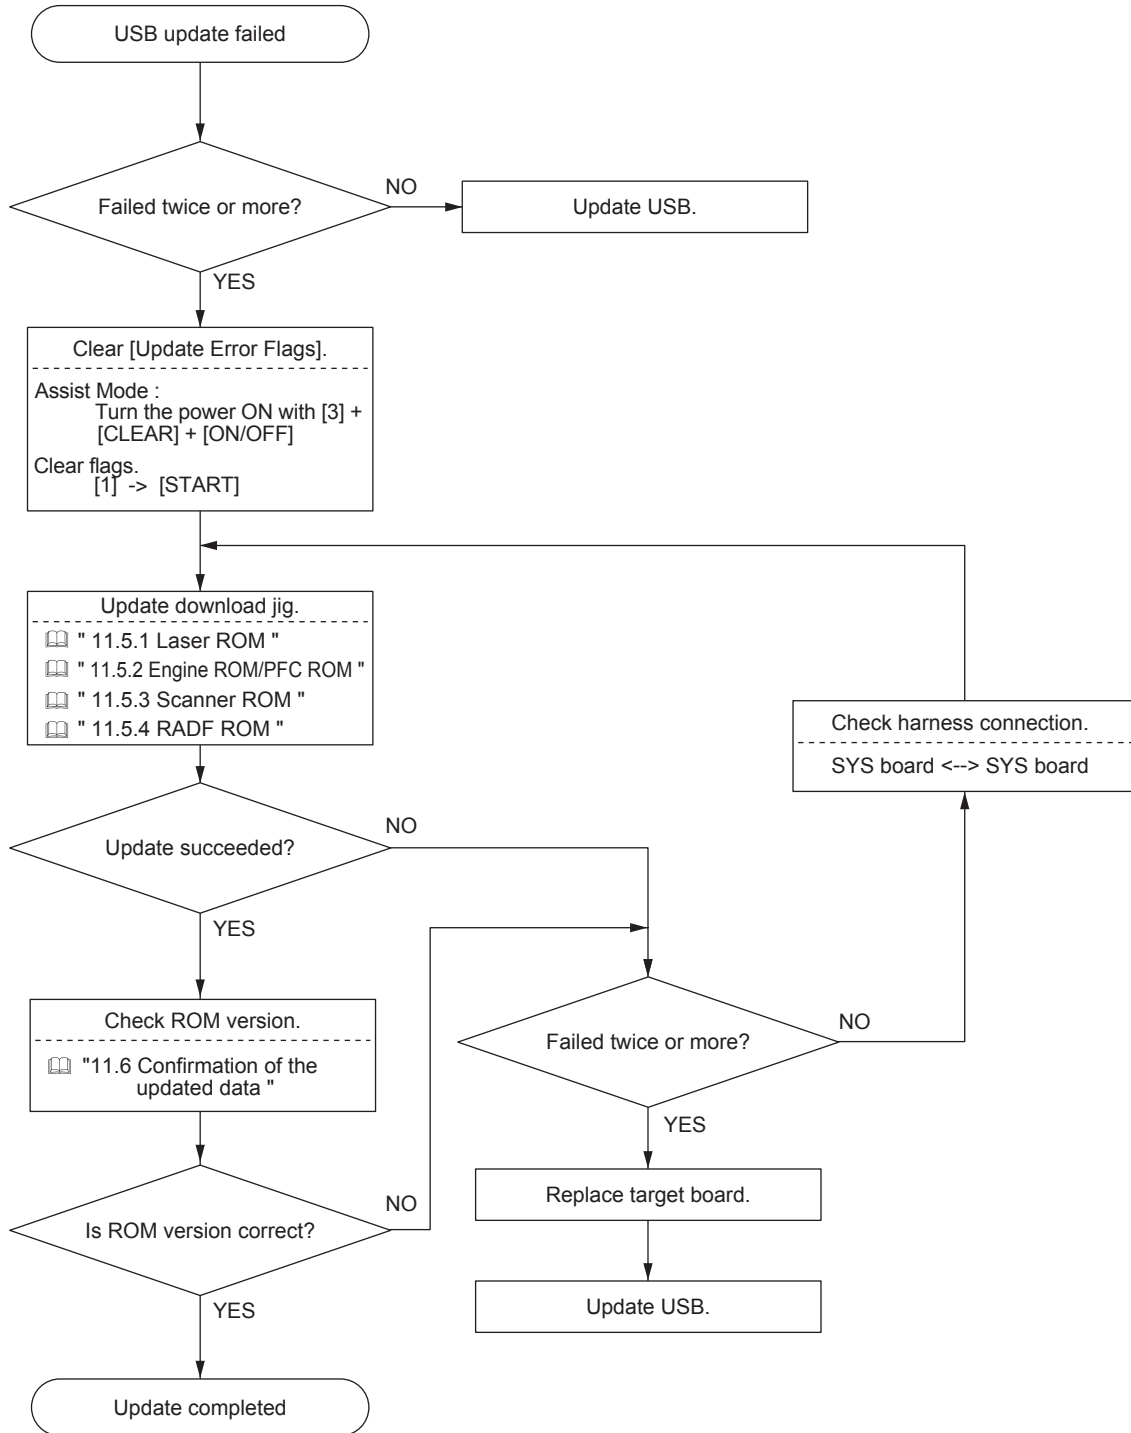 USB update failed
Failed twice or more?
NO
Update USB.
YES
Clear [Update Error Flags].
Assist Mode :
Turn the power ON with [3] +
[CLEAR] + [ON/OFF]
Clear flags.
[1] -> [START]
Update download jig.
" 11.5.1 Laser ROM "
" 11.5.2 Engine ROM/PFC ROM "
" 11.5.3 Scanner ROM "
" 11.5.4 RADF ROM "
Check harness connection.
SYS board <--> SYS board
Update succeeded?
NO
YES
Check ROM version.
"11.6 Confirmation of the
updated data "
Failed twice or more?
NO
YES
Is ROM version correct?
NO
YES
Replace target board.
Update USB.
Update completed